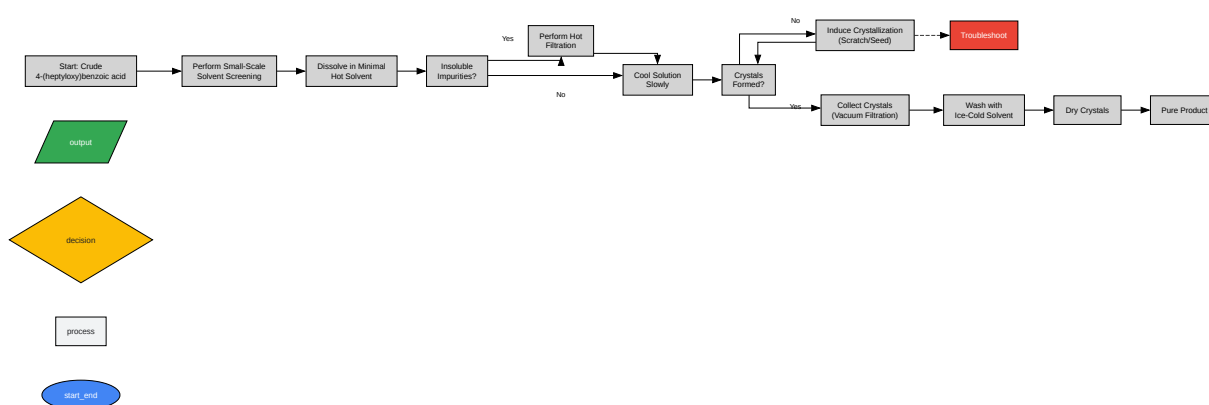 Start: Crude
4-(heptyloxy)benzoic acid
Perform Small-Scale
Solvent Screening
Dissolve in Minimal
Hot Solvent
Insoluble
Impurities?
Yes
No
Perform Hot
Filtration
Cool Solution
Slowly
Crystals
Formed?
No
Yes
Induce Crystallization
(Scratch/Seed)
Troubleshoot
Collect Crystals
(Vacuum Filtration)
Wash with
Ice-Cold Solvent
Dry Crystals
Pure Product
output
decision
process
start_end